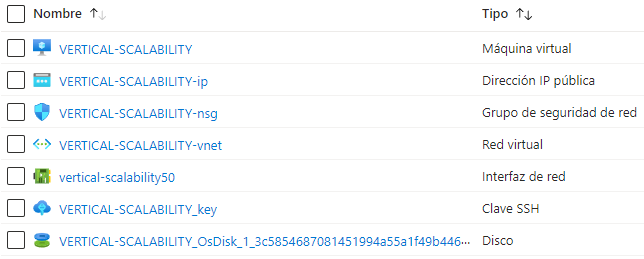 Nombre ↑↓ Tipo ↑↓
VERTICAL-SCALABILITY Máquina virtual
VERTICAL-SCALABILITY-ip Dirección IP pública
VERTICAL-SCALABILITY-nsg Grupo de seguridad de red
VERTICAL-SCALABILITY-vnet Red virtual
vertical-scalability50 Interfaz de red
VERTICAL-SCALABILITY_key Clave SSH
VERTICAL-SCALABILITY_OsDisk_1_3c5854687081451994a55a1f49b446... Disco